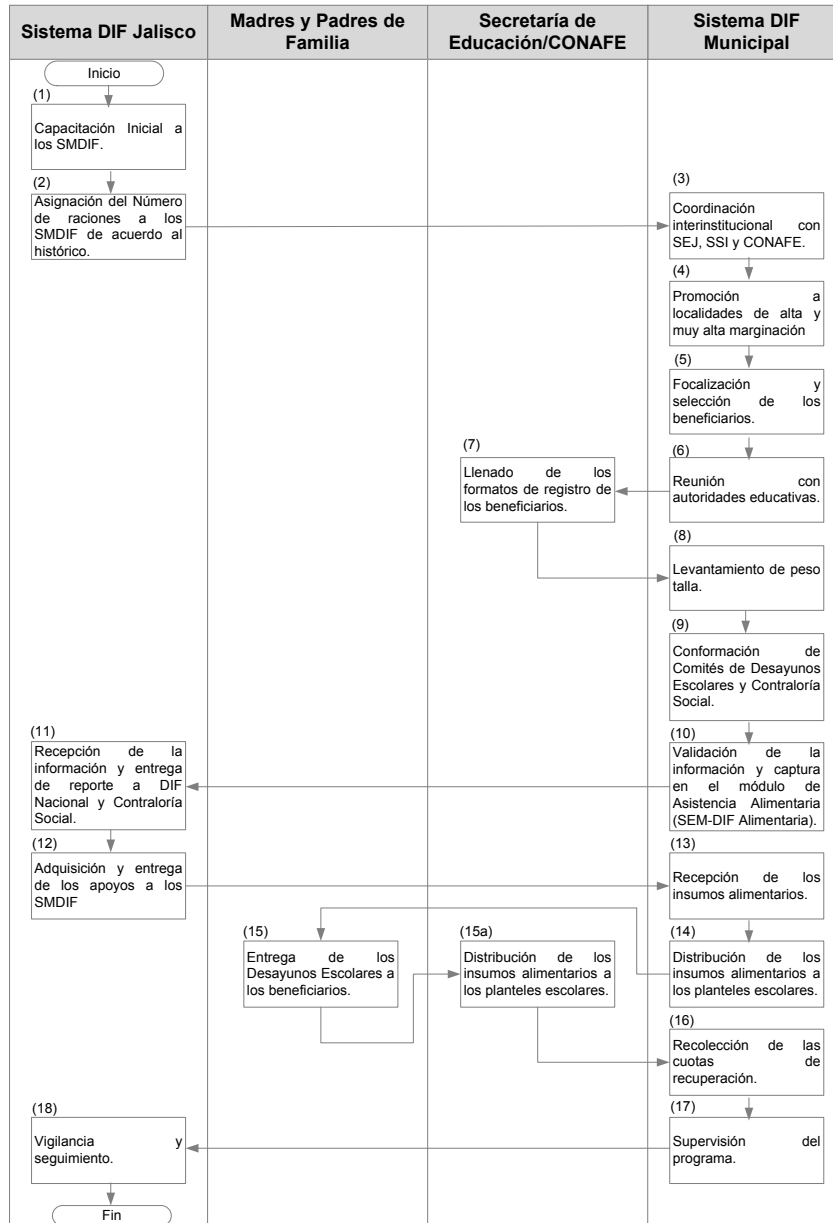 Sistema DIF Jalisco
Madres y Padres de
Familia
Secretaría de
Educación/CONAFE
Sistema DIF
Municipal
Inicio
(1)
Capacitación Inicial a
los SMDIF.
(2)
Asignación del Número
de raciones a los
SMDIF de acuerdo al
histórico.
(3)
Coordinación
interinstitucional con
SEJ, SSI y CONAFE.
(4)
Promoción a
localidades de alta y
muy alta marginación
(5)
Focalización y
selección de los
beneficiarios.
(6)
Reunión con
autoridades educativas.
(7)
Llenado de los
formatos de registro de
los beneficiarios.
(8)
Levantamiento de peso
talla.
(9)
Conformación de
Comités de Desayunos
Escolares y Contraloría
Social.
(10)
Validación de la
información y captura
en el módulo de
Asistencia Alimentaria
(SEM-DIF Alimentaria).
(11)
Recepción de la
información y entrega
de reporte a DIF
Nacional y Contraloría
Social.
(12)
Adquisición y entrega
de los apoyos a los
SMDIF
(13)
Recepción de los
insumos alimentarios.
(14)
Distribución de los
insumos alimentarios a
los planteles escolares.
(15)
Entrega de los
Desayunos Escolares a
los beneficiarios.
(15a)
Distribución de los
insumos alimentarios a
los planteles escolares.
(16)
Recolección de las
cuotas de
recuperación.
(17)
Supervisión del
programa.
(18)
Vigilancia y
seguimiento.
Fin